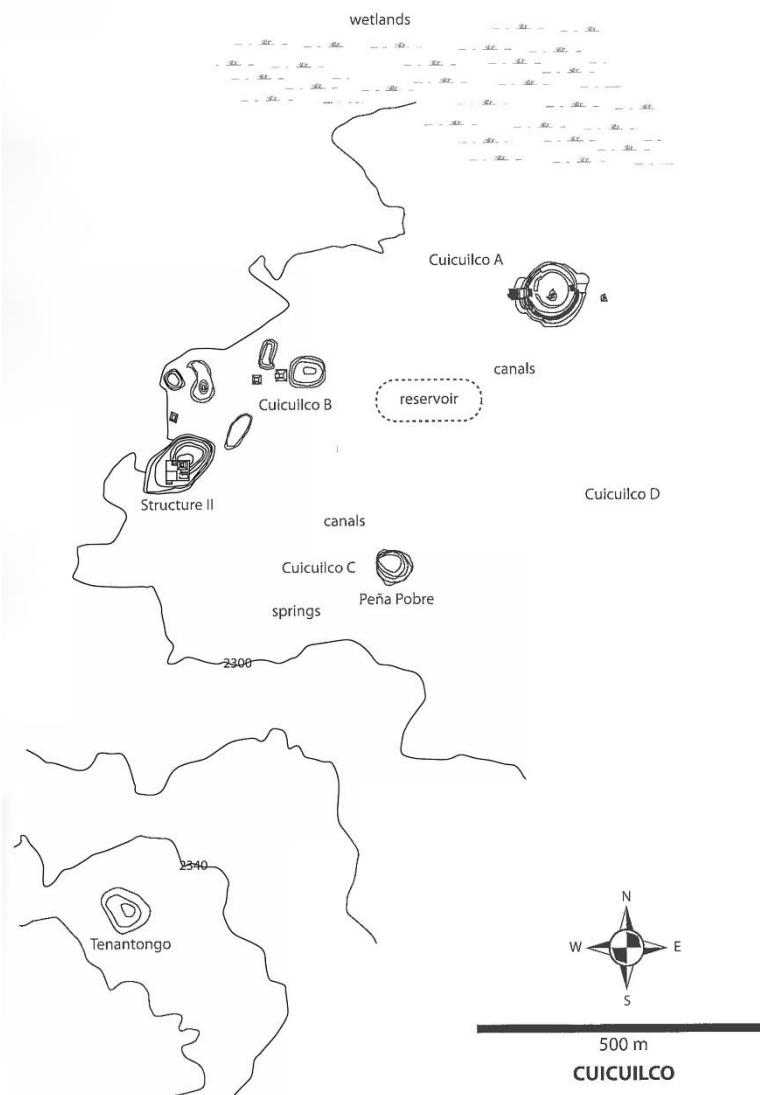 wetlands
Cuicuilco A
canals
reservoir
Cuicuilco B
Structure II
Cuicuilco D
canals
Cuicuilco C
Peña Pobre
springs
2300
2340
Tenantongo
N
W
E
S
500 m
CUICUILCO